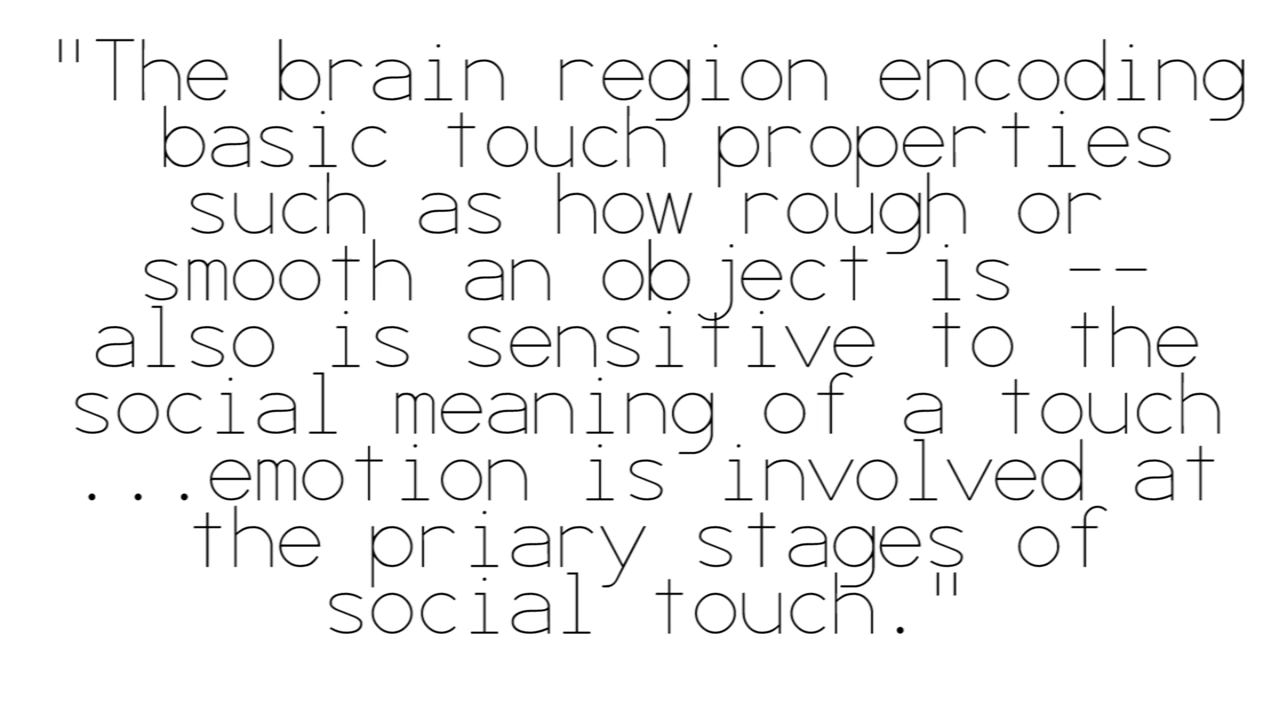 "The brain region encoding
basic touch properties
such as how rough or
smooth an object is --
also is sensitive to the
social meaning of a touch
...emotion is involved at
the priary stages of
social touch."